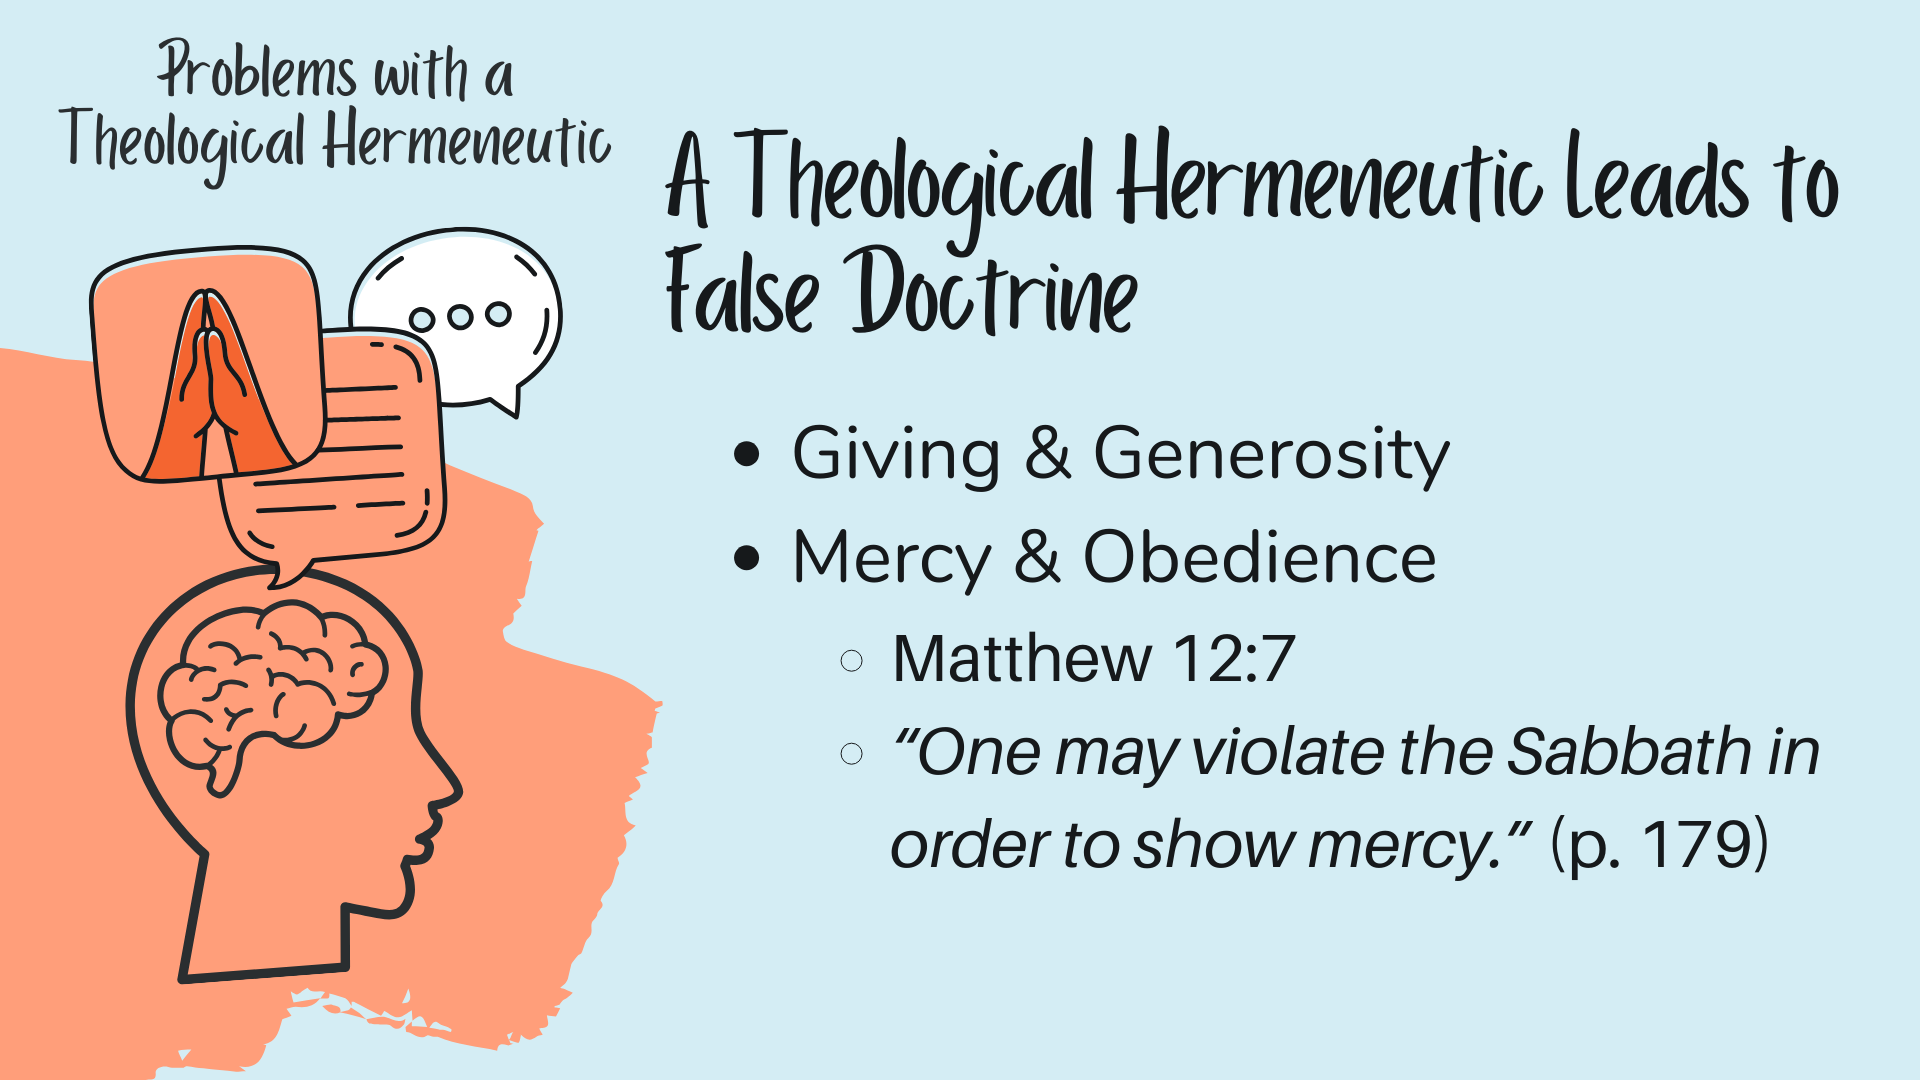 Problems with a
Theological Hermeneutic
A Theological Hermeneutic Leads to
False Doctrine
• Giving & Generosity
• Mercy & Obedience
◦ Matthew 12:7
◦ “One may violate the Sabbath in
order to show mercy.” (p. 179)